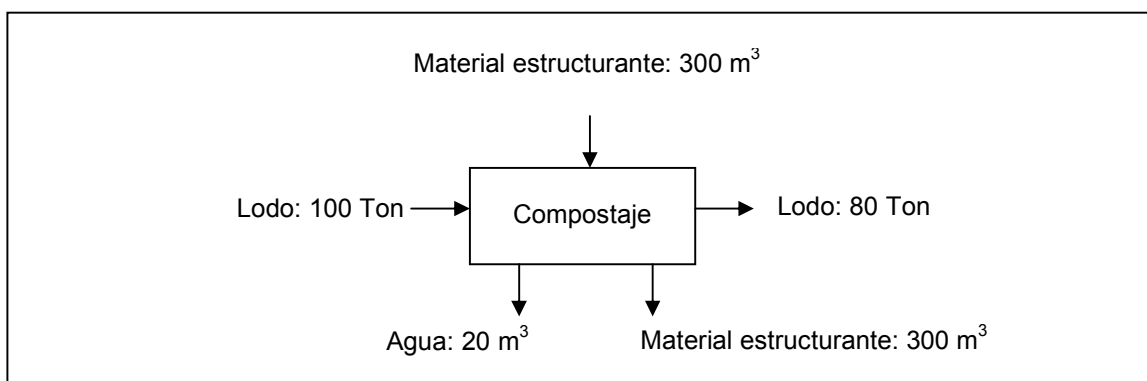 Material estructurante: 300 m³
Lodo: 100 Ton
Compostaje
Lodo: 80 Ton
Agua: 20 m³
Material estructurante: 300 m³